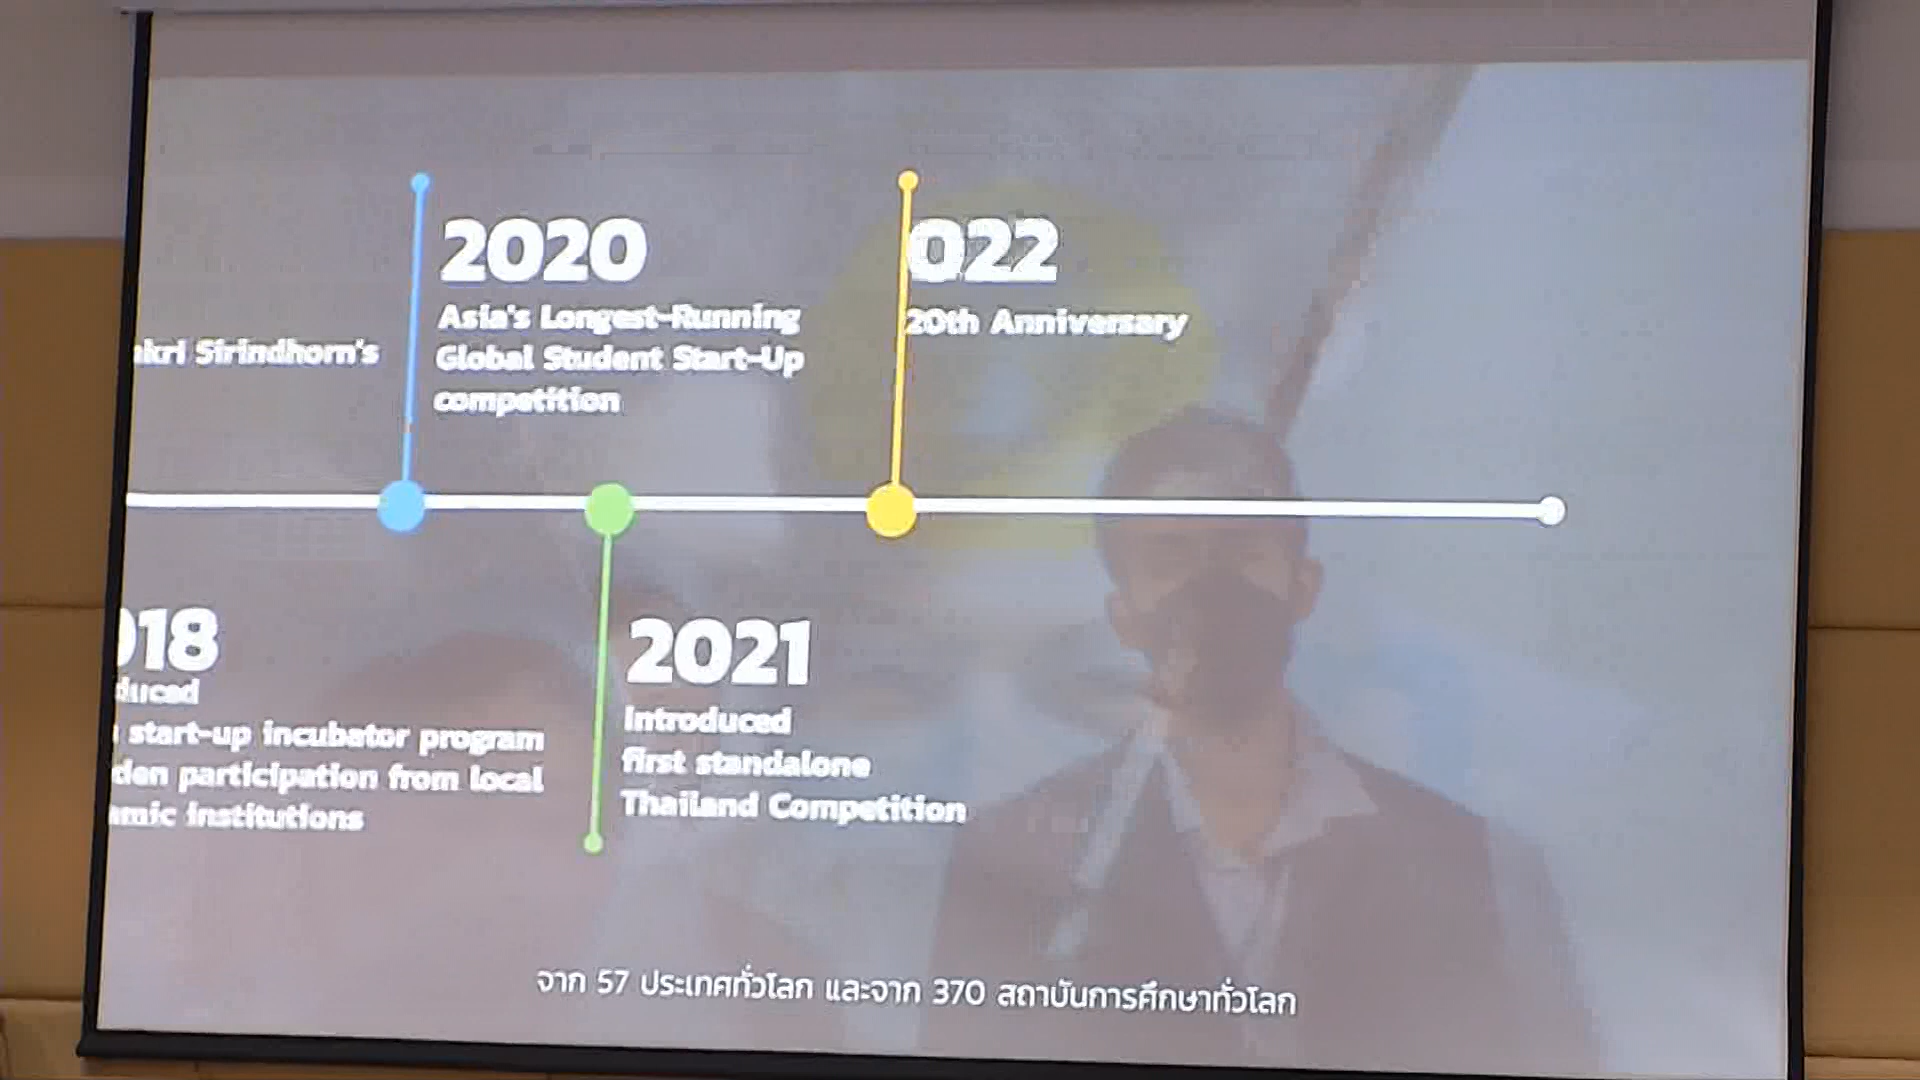 2020
Asia's Longest-Running
Global Student Start-Up
competition
022
20th Anniversary
Sirindhorn's
018
start-up incubator program
participation from local
institutions
2021
Introduced
first standalone
Thailand Competition
จาก 57 ประเทศทั่วโลก และจาก 370 สถาบันการศึกษาทั่วโลก